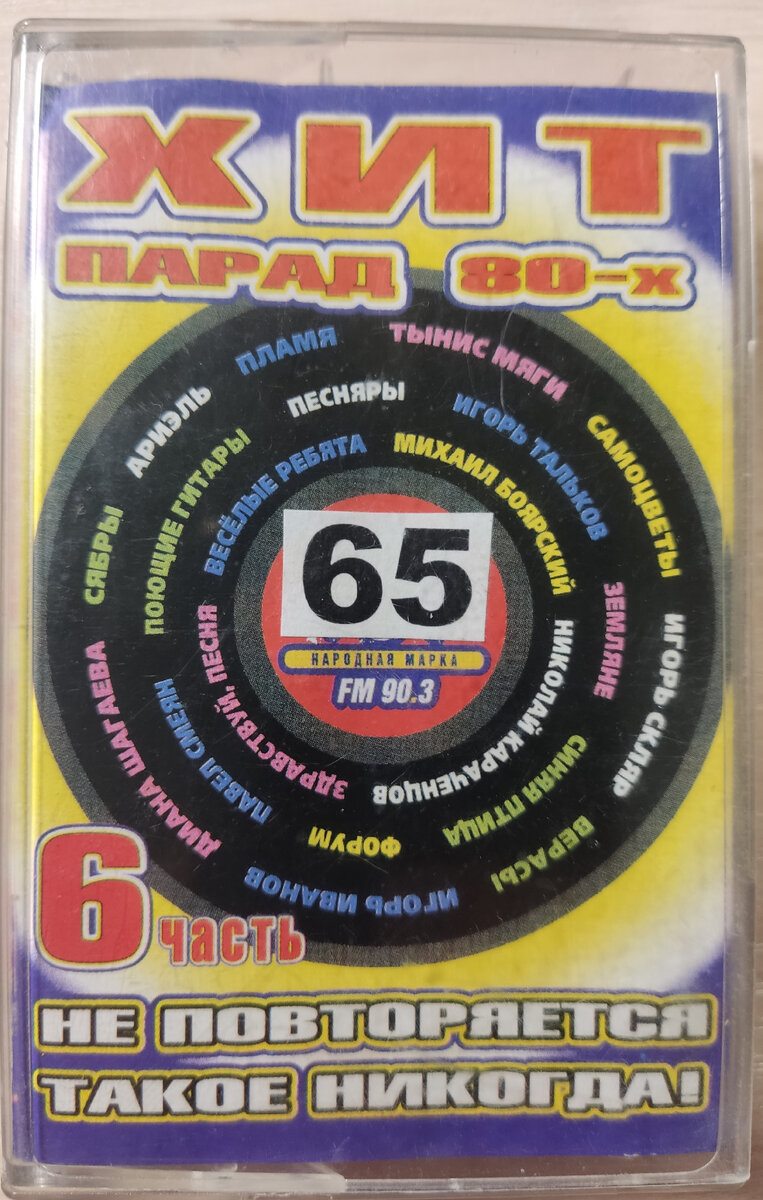 ХИТ
ПАРАД 80-х
ПЛАМЯ
ТЫНИС МЯГИ
САМОЦВЕТЫ
ИГОРЬ СКЛЯР
ВЕРАСЫ
ИГОРЬ ИВАНОВ
ДИАНА ШАГАЕВА
СЯБРЫ
АРИЭЛЬ
ПЕСНЯРЫ
ИГОРЬ ТАЛЬКОВ
ЗЕМЛЯНЕ
СИНЯЯ ПТИЦА
ФОРУМ
ПАВЕЛ СМЕЯН
ПОЮЩИЕ ГИТАРЫ
ВЕСЁЛЫЕ РЕБЯТА
МИХАИЛ БОЯРСКИЙ
НИКОЛАЙ КАРАЧЕНЦОВ
ЗДРАВСТВУЙ, ПЕСНЯ
65
НАРОДНАЯ МАРКА
FM 90.3
6 часть
НЕ ПОВТОРЯЕТСЯ
ТАКОЕ НИКОГДА!